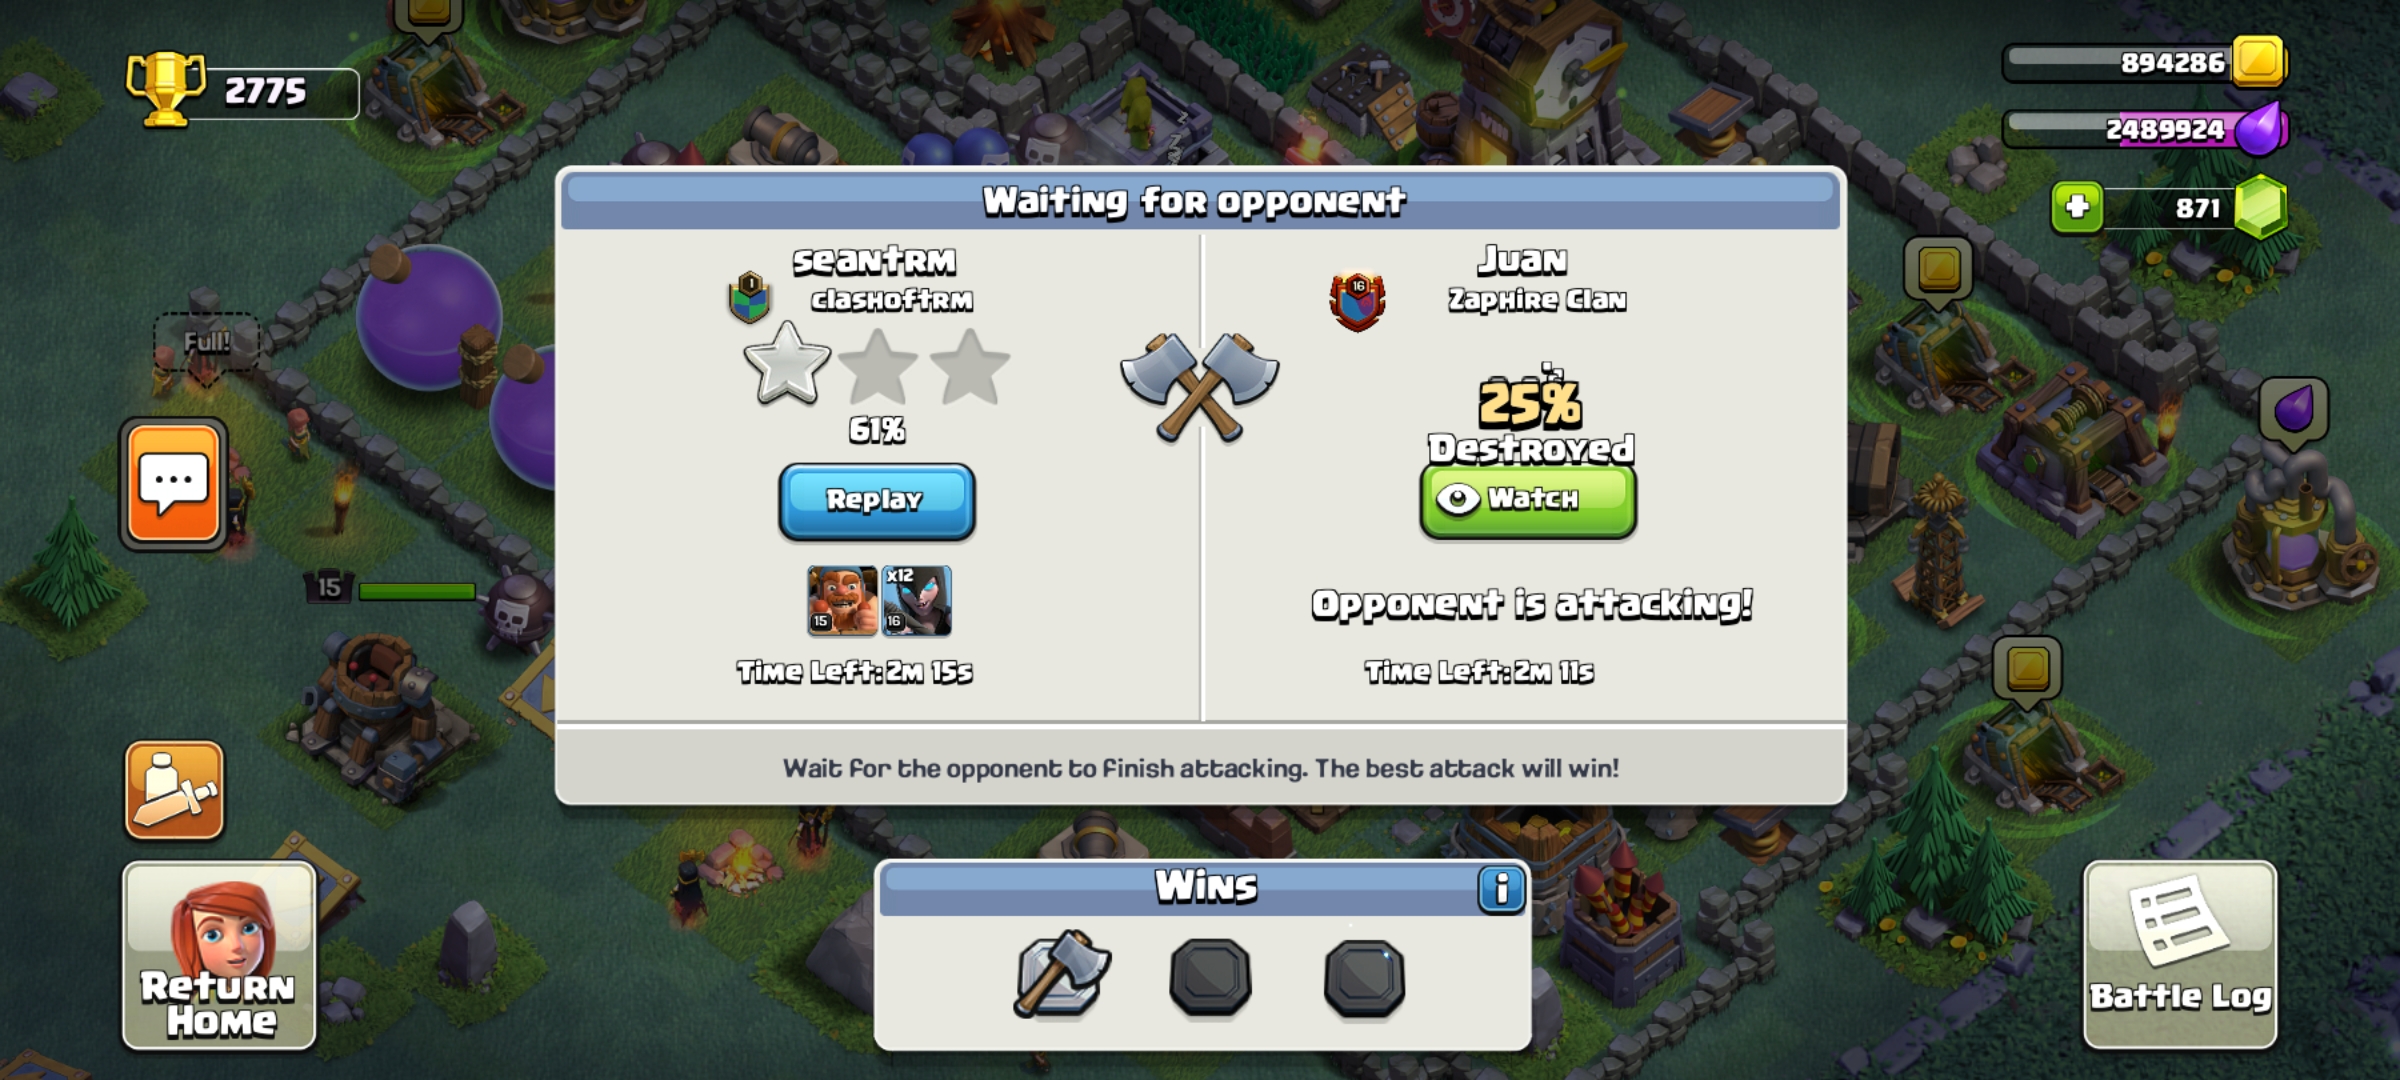 2775
894286
2489924
871
Full!
15
Waiting for opponent
seantrm
1
clashoftrm
61%
Replay
x12
15
16
Time Left:2m 15s
Juan
16
Zaphire Clan
25%
Destroyed
Watch
Opponent is attacking!
Time Left:2m 11s
Wait for the opponent to finish attacking. The best attack will win!
Wins
i
Return
Home
Battle Log